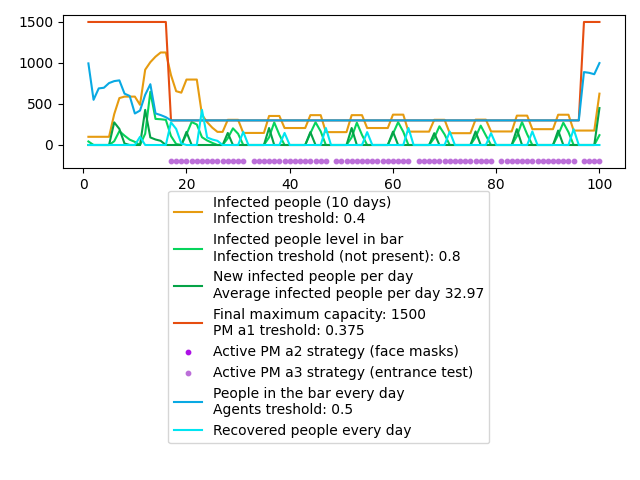 1500
1000
500
0
0 20 40 60 80 100
Infected people (10 days)
Infection treshold: 0.4
Infected people level in bar
Infection treshold (not present): 0.8
New infected people per day
Average infected people per day 32.97
Final maximum capacity: 1500
PM a1 treshold: 0.375
Active PM a2 strategy (face masks)
Active PM a3 strategy (entrance test)
People in the bar every day
Agents treshold: 0.5
Recovered people every day